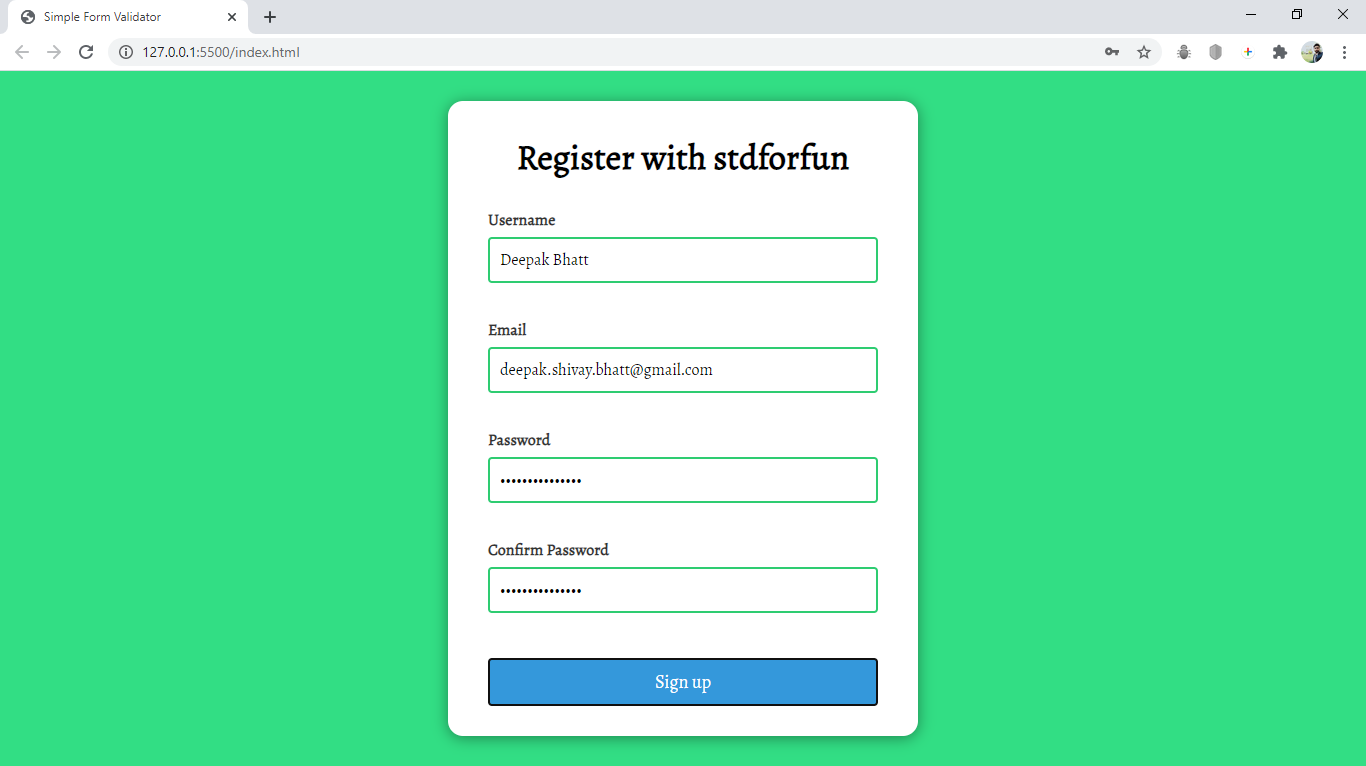 Simple Form Validator
127.0.0.1:5500/index.html
Register with stdforfun
Username
Deepak Bhatt
Email
deepak.shivay.bhatt@gmail.com
Password
•••••••••••••••
Confirm Password
•••••••••••••••
Sign up